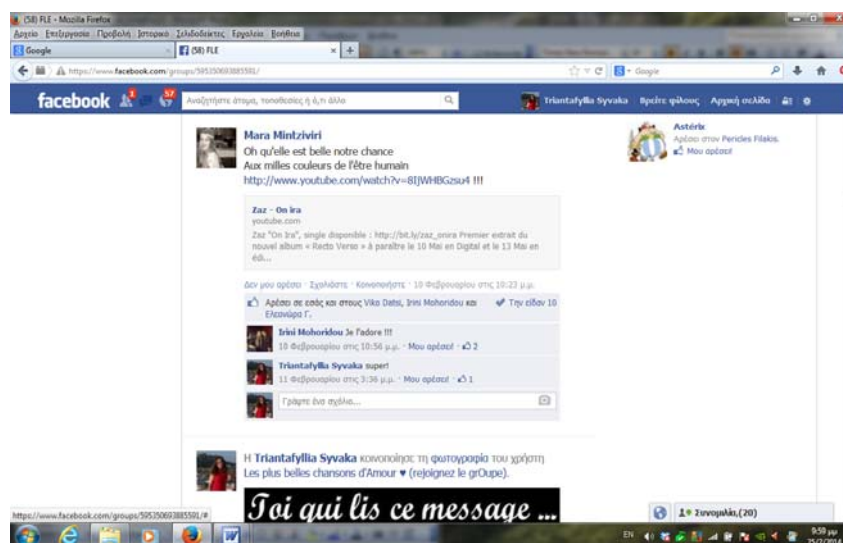 (58) FLE - Mozilla Firefox
Αρχείο Επεξεργασία Προβολή Ιστορικό Σελιδοδείκτες Εργαλεία Βοήθεια
Google
(58) FLE
https://www.facebook.com/groups/595350693885591/
Google
facebook
1
57
Αναζητήστε άτομα, τοποθεσίες ή ό,τι άλλο
Triantafyllia Syvaka Βρείτε φίλους Αρχική σελίδα
Mara Mintziviri
Oh qu'elle est belle notre chance
Aux milles couleurs de l'être humain
http://www.youtube.com/watch?v=8IJWHBGzsu4 !!!
Zaz - On ira
youtube.com
Zaz "On Ira", single disponible : http://bit.ly/zaz_onira Premier extrait du
nouvel album « Recto Verso » à paraître le 10 Mai en Digital et le 13 Mai en
édi...
Δεν μου αρέσει · Σχολιάστε · Κοινοποιήστε · 10 Φεβρουαρίου στις 10:23 μ.μ.
Αρέσει σε εσάς και στους Viko Datsi, Irini Mohoridou και
Ελεονώρα Γ.
Την είδαν 10
Irini Mohoridou Je l'adore !!!
10 Φεβρουαρίου στις 10:56 μ.μ. · Μου αρέσει! · 2
Triantafyllia Syvaka super!
11 Φεβρουαρίου στις 3:36 μ.μ. · Μου αρέσει! · 1
Γράψτε ένα σχόλιο...
Η Triantafyllia Syvaka κοινοποίησε τη φωτογραφία του χρήστη
Les plus belles chansons d'Amour ♥ (rejoignez le grOupe).
Toi qui lis ce message ...
Astérix
Αρέσει στον Pericles Filakos.
Μου αρέσει!
https://www.facebook.com/groups/595350693885591/#
Συνομιλία,(20)
EN
9:59 μμ
25/2/2014